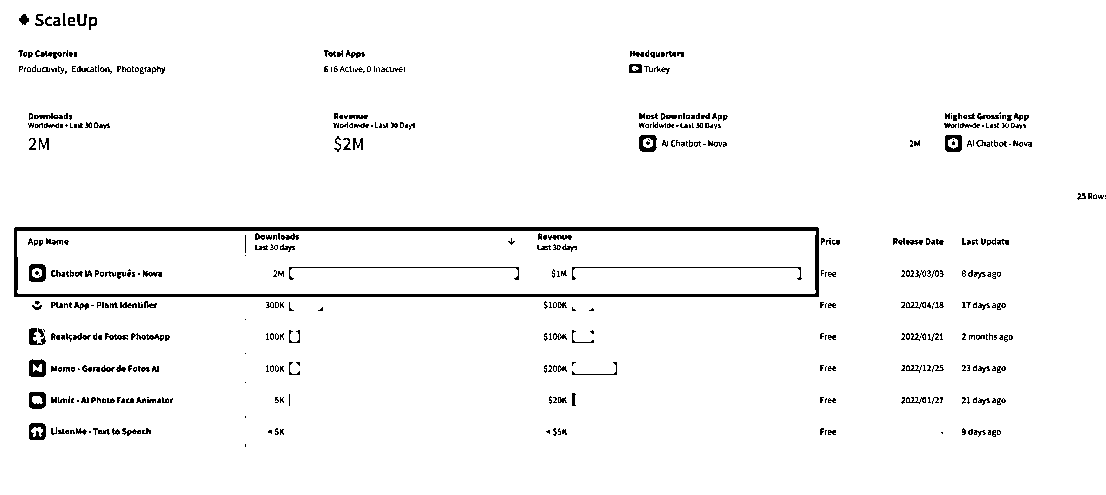 ScaleUp
Top Categories
Total Apps
Headquarters
Productivity, Education, Photography
6 Active, 0 Inactive
Turkey
Downloads
Worldwide • Last 30 Days
2M
Revenue
Worldwide • Last 30 Days
$2M
Most Downloaded App
Worldwide • Last 30 Days
AI Chatbot - Nova
2M
Highest Grossing App
Worldwide • Last 30 Days
AI Chatbot - Nova
25 Rows
App Name Downloads Last 30 days ↓ Revenue Last 30 days Price Release Date Last Update
Chatbot IA Português - Nova 2M $1M Free 2023/03/03 8 days ago
Plant App - Plant Identifier 300K $100K Free 2022/04/18 17 days ago
Realçador de Fotos: PhotoApp 100K $100K Free 2022/01/21 2 months ago
Momo - Gerador de Fotos AI 100K $200K Free 2022/12/25 23 days ago
Mimic - AI Photo Face Animator 5K $20K Free 2022/01/27 21 days ago
ListenMe - Text to Speech < $5K < $5K Free - 9 days ago